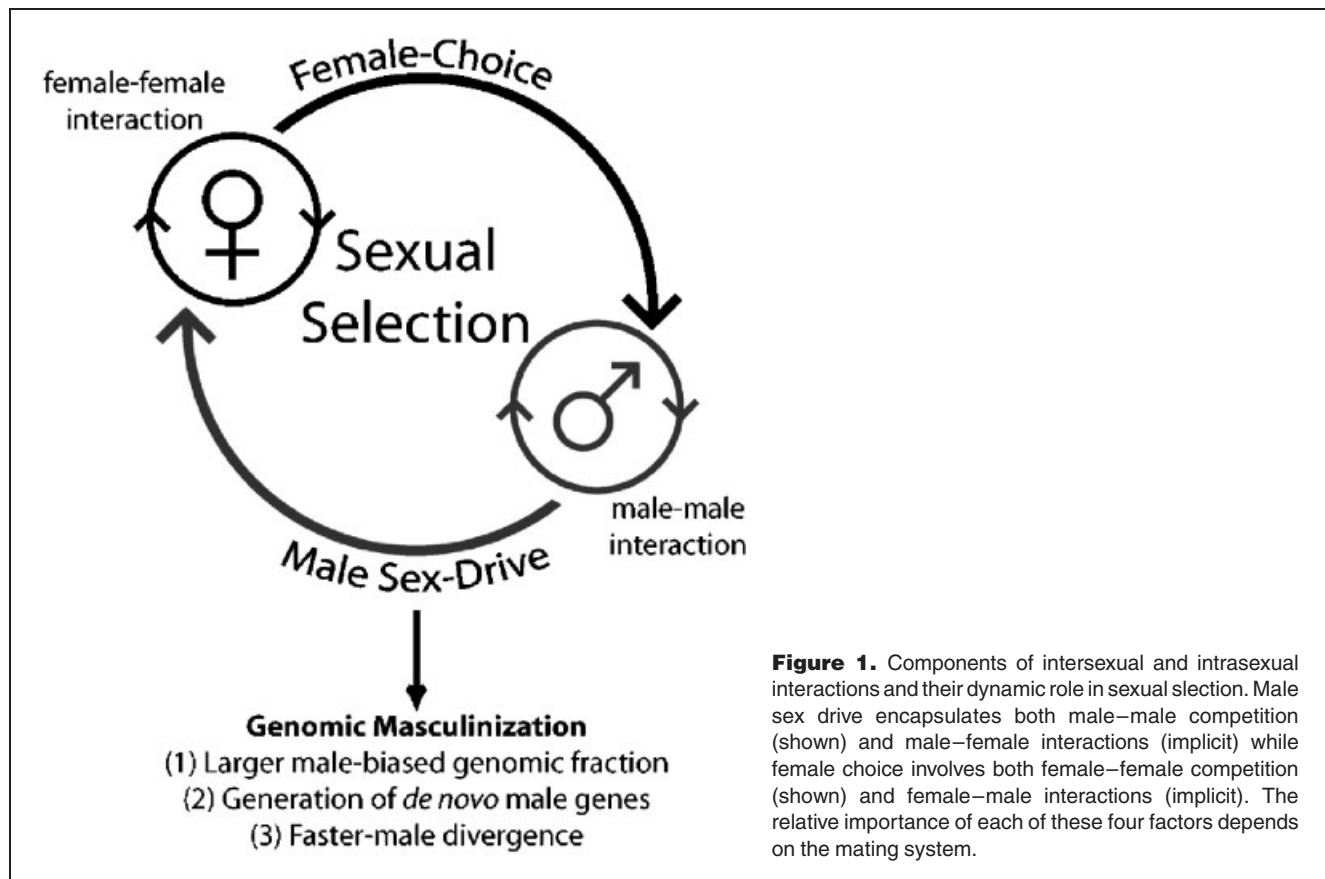 Female-Choice
female-female
interaction
Sexual
Selection
male-male
interaction
Male Sex-Drive
Genomic Masculinization
(1) Larger male-biased genomic fraction
(2) Generation of de novo male genes
(3) Faster-male divergence
Figure 1. Components of intersexual and intrasexual
interactions and their dynamic role in sexual slection. Male
sex drive encapsulates both male–male competition
(shown) and male–female interactions (implicit) while
female choice involves both female–female competition
(shown) and female–male interactions (implicit). The
relative importance of each of these four factors depends
on the mating system.